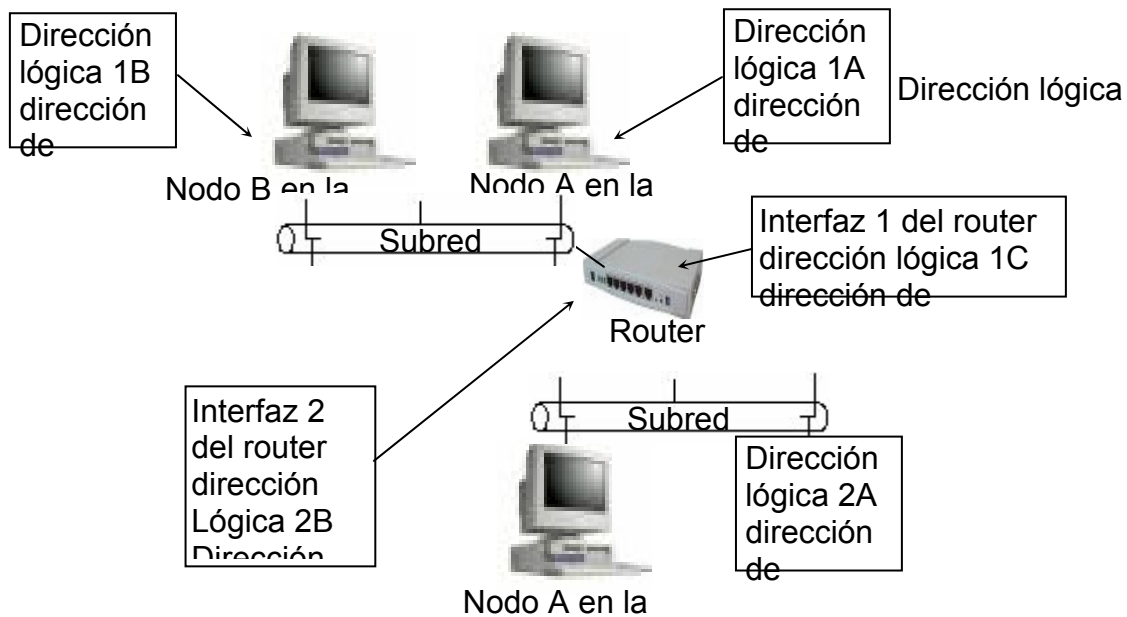 Dirección
lógica 1B
dirección
de
Dirección
lógica 1A
dirección
de
Dirección lógica
Nodo B en la
Nodo A en la
Subred
Interfaz 1 del router
dirección lógica 1C
dirección de
Router
Interfaz 2
del router
dirección
Lógica 2B
Dirección
Subred
Dirección
lógica 2A
dirección
de
Nodo A en la